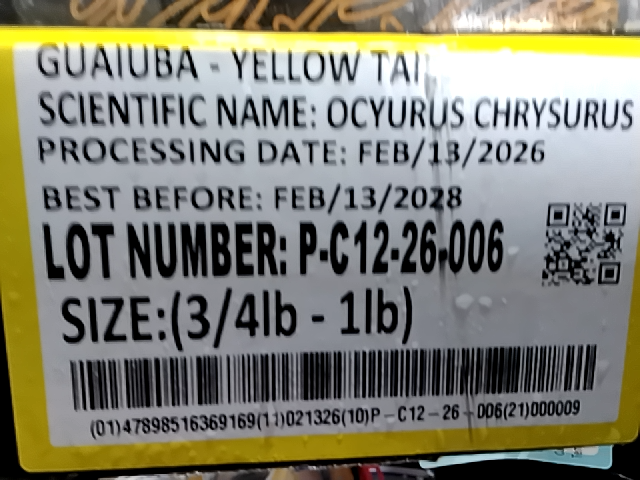 GUAIUBA - YELLOW TAIL
SCIENTIFIC NAME: OCYURUS CHRYSURUS
PROCESSING DATE: FEB/13/2026
BEST BEFORE: FEB/13/2028
LOT NUMBER: P-C12-26-006
SIZE:(3/4lb - 1lb)
(01)47898516369169(11)021326(10)P-C12-26-006(21)000009